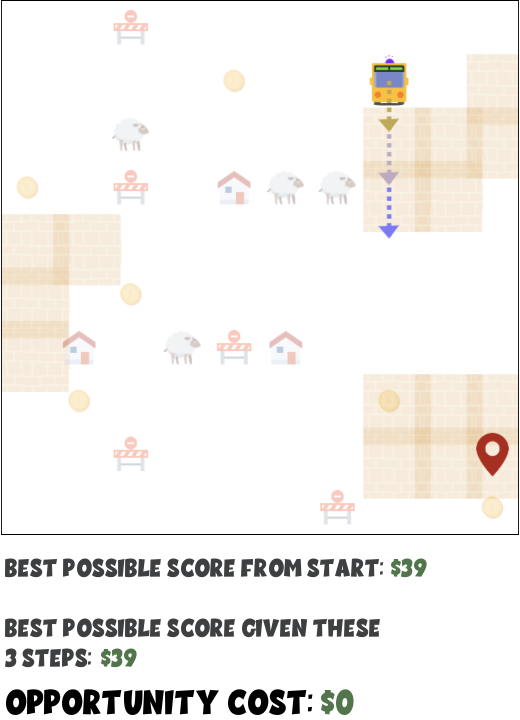 BEST POSSIBLE SCORE FROM START: $39
BEST POSSIBLE SCORE GIVEN THESE
3 STEPS: $39
OPPORTUNITY COST: $0